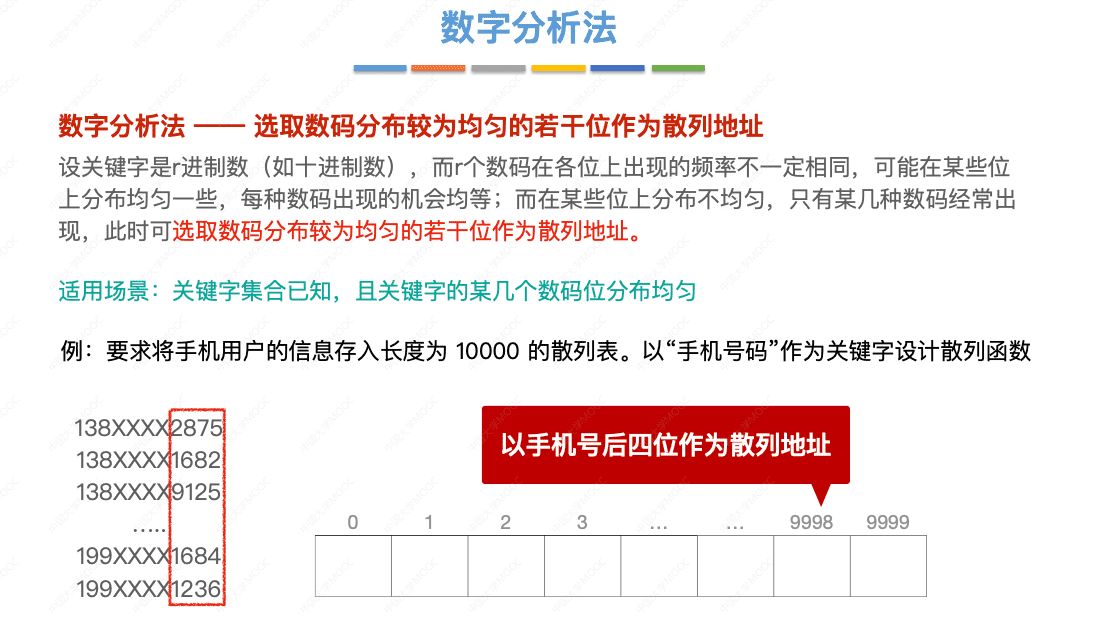 数字分析法
数字分析法 —— 选取数码分布较为均匀的若干位作为散列地址
设关键字是r进制数（如十进制数），而r个数码在各位上出现的频率不一定相同，可能在某些位
上分布均匀一些，每种数码出现的机会均等；而在某些位上分布不均匀，只有某几种数码经常出
现，此时可选取数码分布较为均匀的若干位作为散列地址。
适用场景：关键字集合已知，且关键字的某几个数码位分布均匀
例：要求将手机用户的信息存入长度为 10000 的散列表。以“手机号码”作为关键字设计散列函数
138XXXX2875
138XXXX1682
138XXXX9125
…..
199XXXX1684
199XXXX1236
以手机号后四位作为散列地址
0 1 2 3 … … 9998 9999
中国大学MOOC